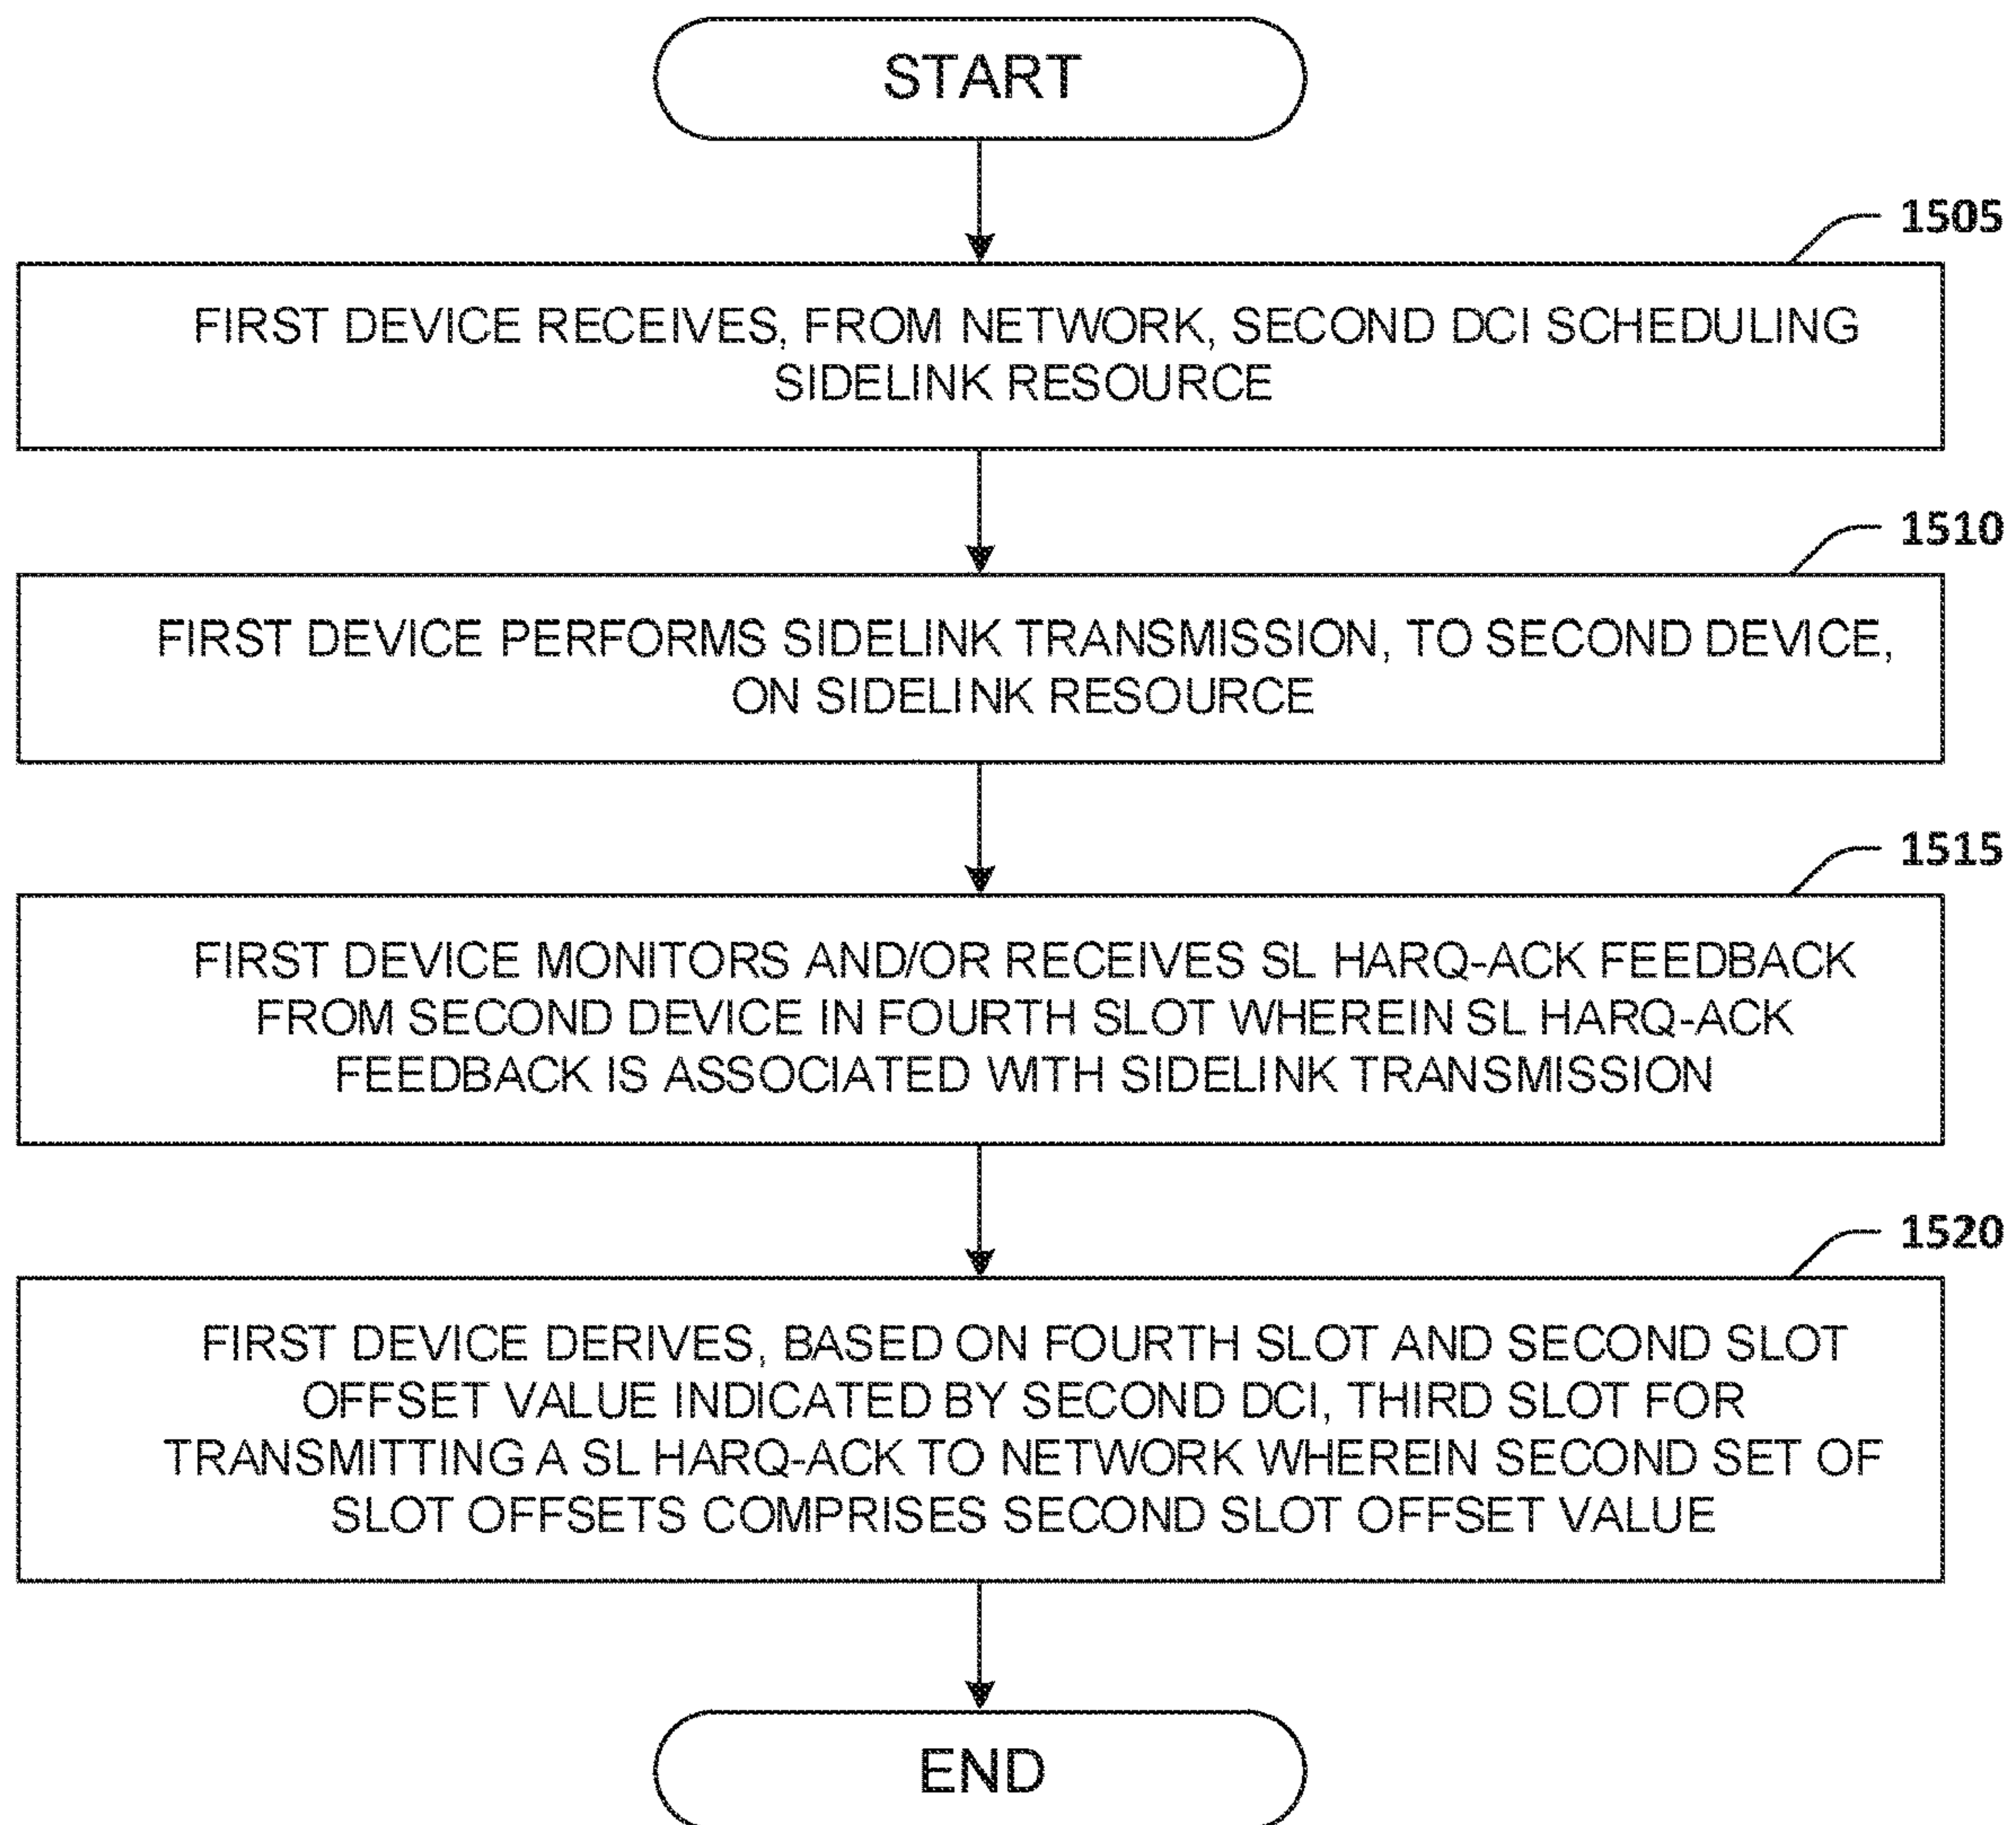 START
1505
FIRST DEVICE RECEIVES, FROM NETWORK, SECOND DCI SCHEDULING
SIDELINK RESOURCE
1510
FIRST DEVICE PERFORMS SIDELINK TRANSMISSION, TO SECOND DEVICE,
ON SIDELINK RESOURCE
1515
FIRST DEVICE MONITORS AND/OR RECEIVES SL HARQ-ACK FEEDBACK
FROM SECOND DEVICE IN FOURTH SLOT WHEREIN SL HARQ-ACK
FEEDBACK IS ASSOCIATED WITH SIDELINK TRANSMISSION
1520
FIRST DEVICE DERIVES, BASED ON FOURTH SLOT AND SECOND SLOT
OFFSET VALUE INDICATED BY SECOND DCI, THIRD SLOT FOR
TRANSMITTING A SL HARQ-ACK TO NETWORK WHEREIN SECOND SET OF
SLOT OFFSETS COMPRISES SECOND SLOT OFFSET VALUE
END